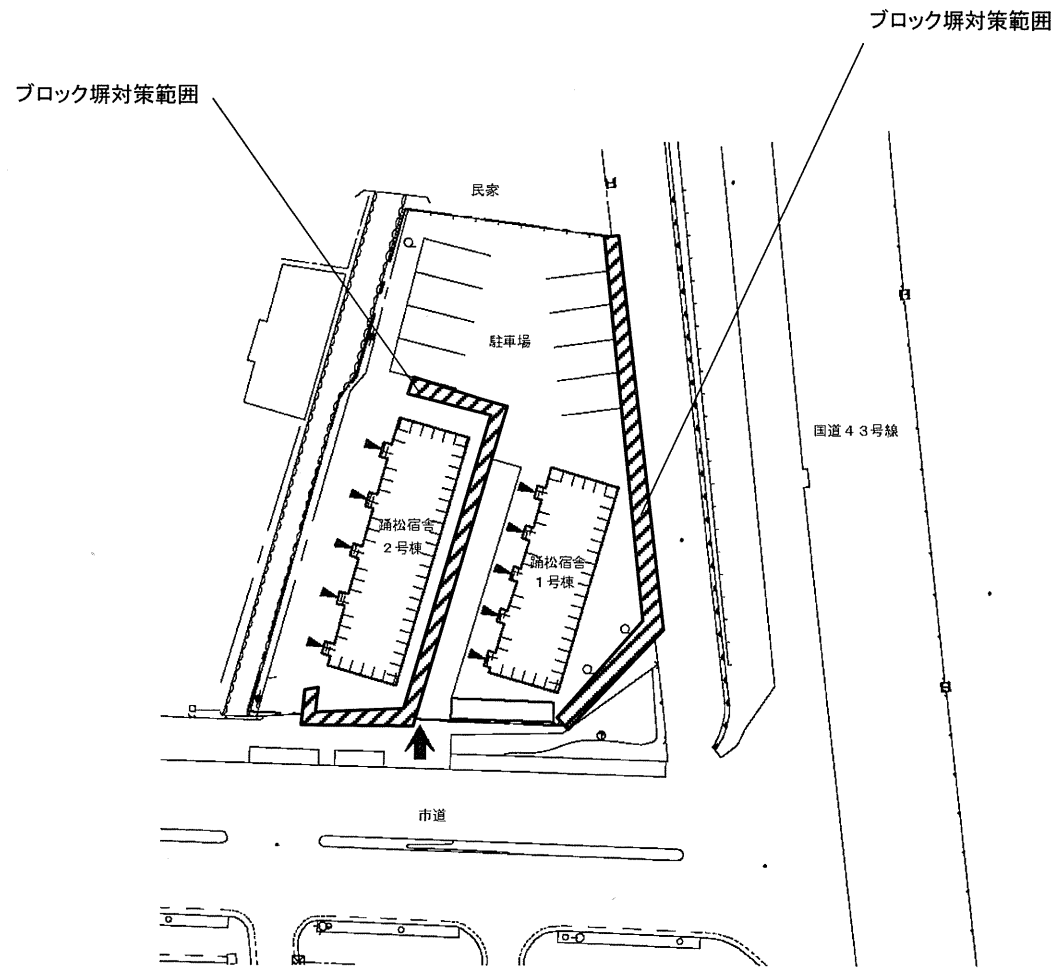 ブロック塀対策範囲
ブロック塀対策範囲
民家
駐車場
国道４３号線
踊松宿舎
２号棟
踊松宿舎
１号棟
市道